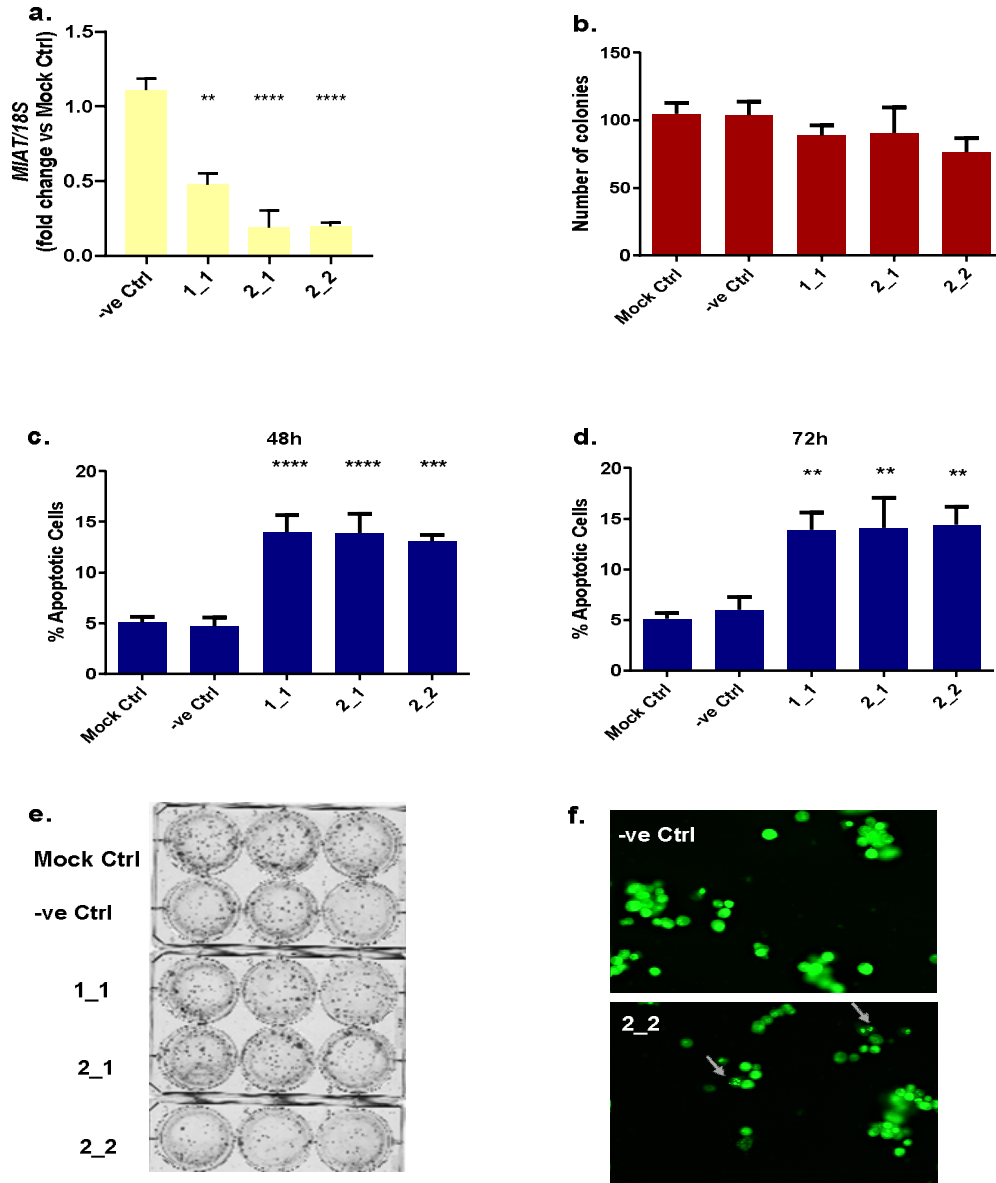 a.
MIAT/18S
(fold change vs Mock Ctrl)
1.5
1.0
0.5
0.0
** **** ****
-ve Ctrl 1_1 2_1 2_2
b.
Number of colonies
150
100
50
0
Mock Ctrl -ve Ctrl 1_1 2_1 2_2
c.
48h
% Apoptotic Cells
20
15
10
5
0
**** **** ***
Mock Ctrl -ve Ctrl 1_1 2_1 2_2
d.
72h
% Apoptotic Cells
20
15
10
5
0
** ** **
Mock Ctrl -ve Ctrl 1_1 2_1 2_2
e.
Mock Ctrl
-ve Ctrl
1_1
2_1
2_2
f.
-ve Ctrl
2_2